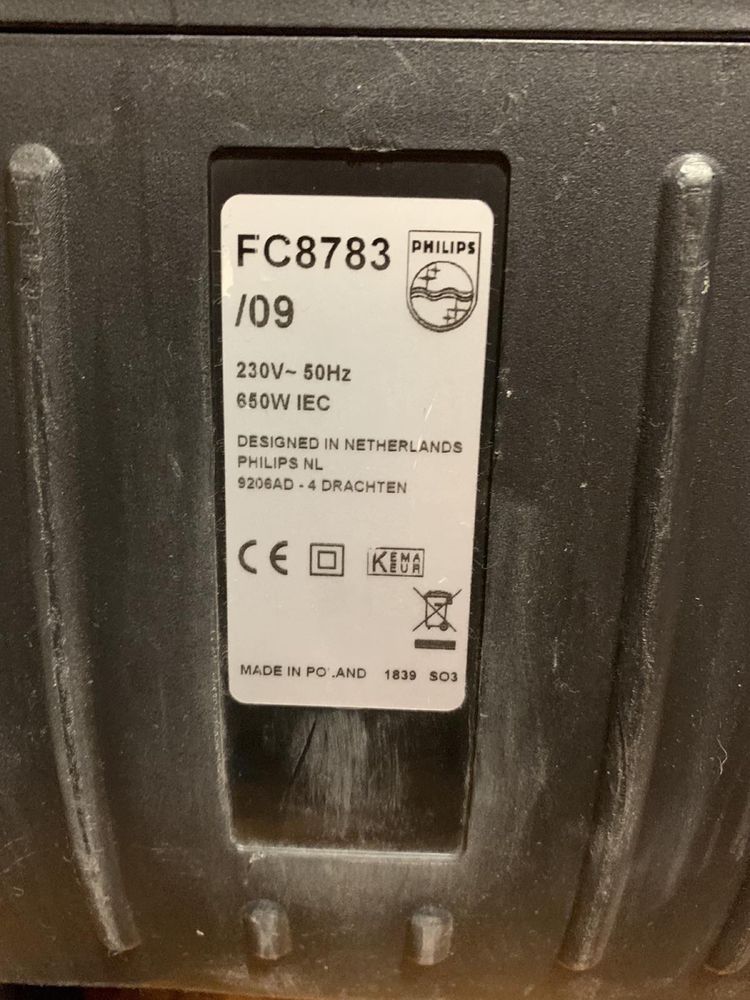 FC8783
/09
PHILIPS
230V~ 50Hz
650W IEC
DESIGNED IN NETHERLANDS
PHILIPS NL
9206AD - 4 DRACHTEN
CE
KEMA
EUR
MADE IN POLAND 1839 SO3